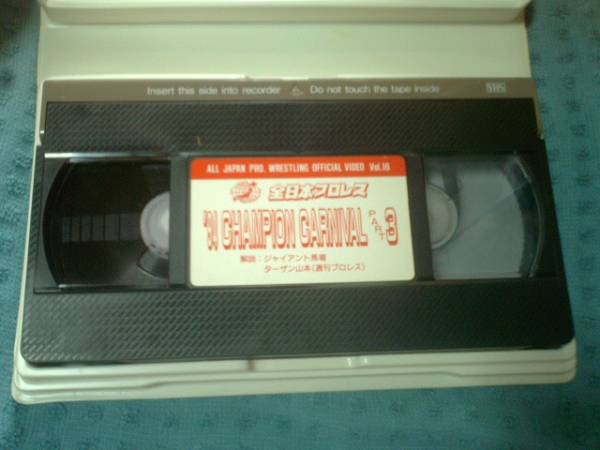 Insert this side into recorder △ Do not touch the tape inside VHS
ALL JAPAN PRO. WRESTLING OFFICIAL VIDEO Vol.16
全日本プロレス
'91 CHAMPION CARNIVAL PART 3
解説：ジャイアント馬場
ターザン山本(週刊プロレス)